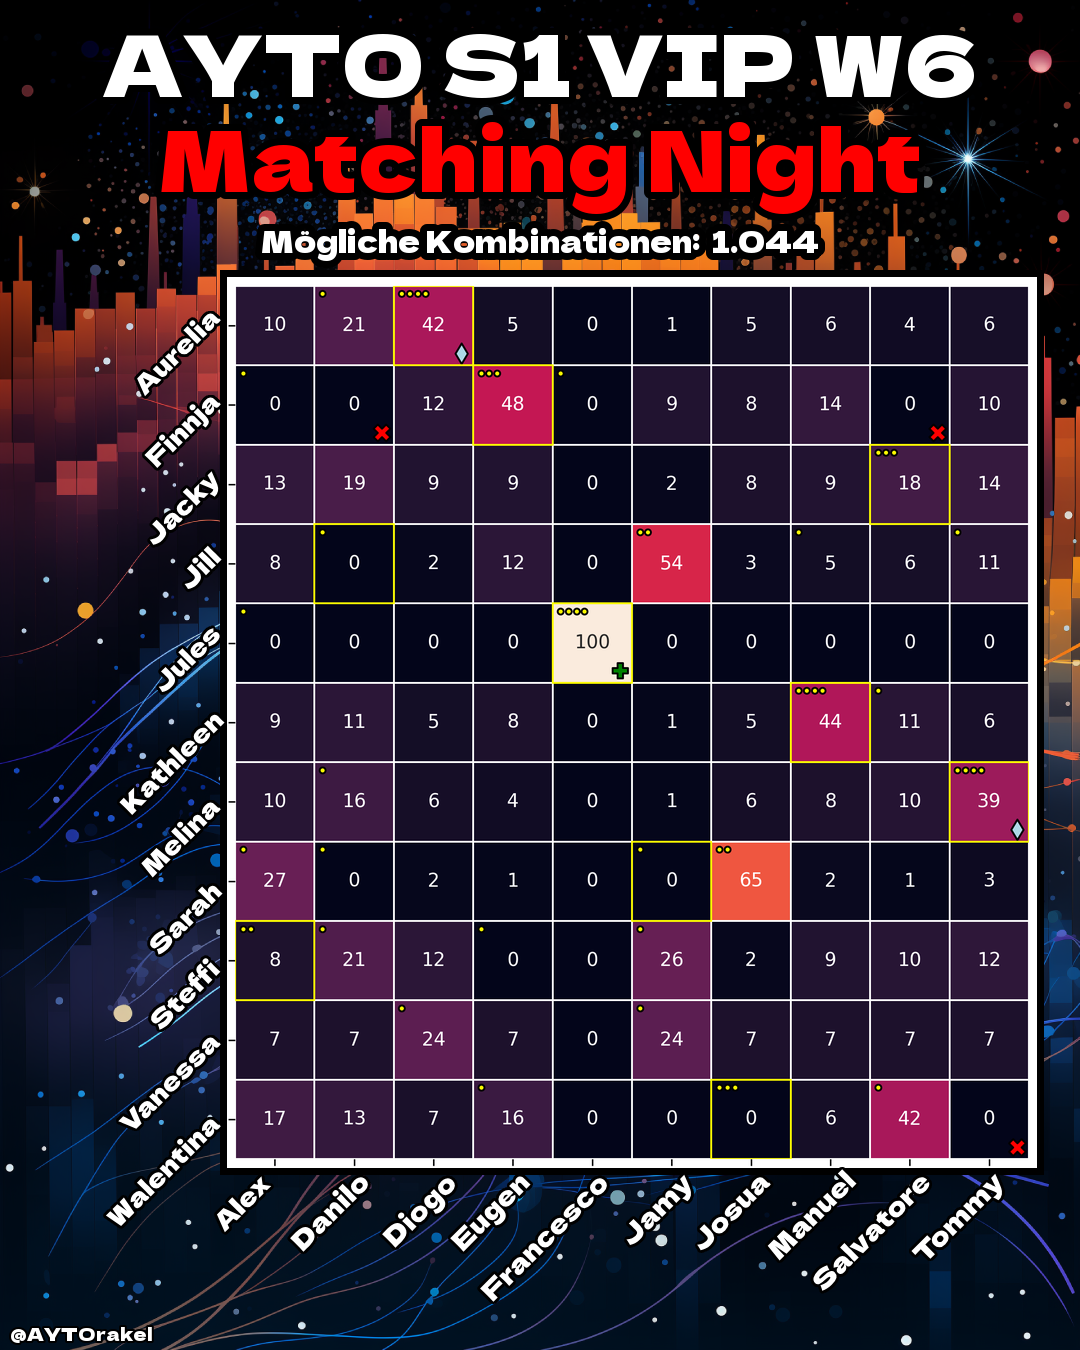 AYTO S1 VIP W6
Matching Night
Mögliche Kombinationen: 1.044
Aurelia 10 21 42 5 0 1 5 6 4 6
Finnja 0 0 12 48 0 9 8 14 0 10
Jacky 13 19 9 9 0 2 8 9 18 14
Jill 8 0 2 12 0 54 3 5 6 11
Jules 0 0 0 0 100 0 0 0 0 0
Kathleen 9 11 5 8 0 1 5 44 11 6
Melina 10 16 6 4 0 1 6 8 10 39
Sarah 27 0 2 1 0 0 65 2 1 3
Steffi 8 21 12 0 0 26 2 9 10 12
Vanessa 7 7 24 7 0 24 7 7 7 7
Walentina 17 13 7 16 0 0 0 6 42 0
Alex Danilo Diogo Eugen Francesco Jamy Josua Manuel Salvatore Tommy
@AYTOrakel